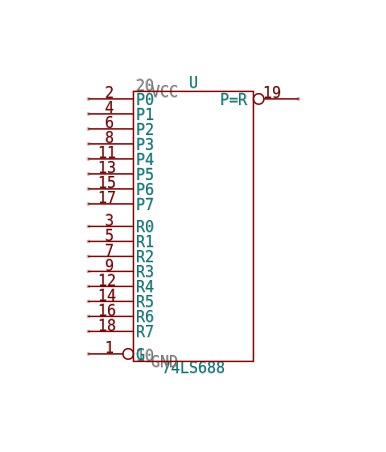 U
20 VCC
2 P0 P=R 19
4 P1
6 P2
8 P3
11 P4
13 P5
15 P6
17 P7
3 R0
5 R1
7 R2
9 R3
12 R4
14 R5
16 R6
18 R7
1 G
10 GND
74LS688